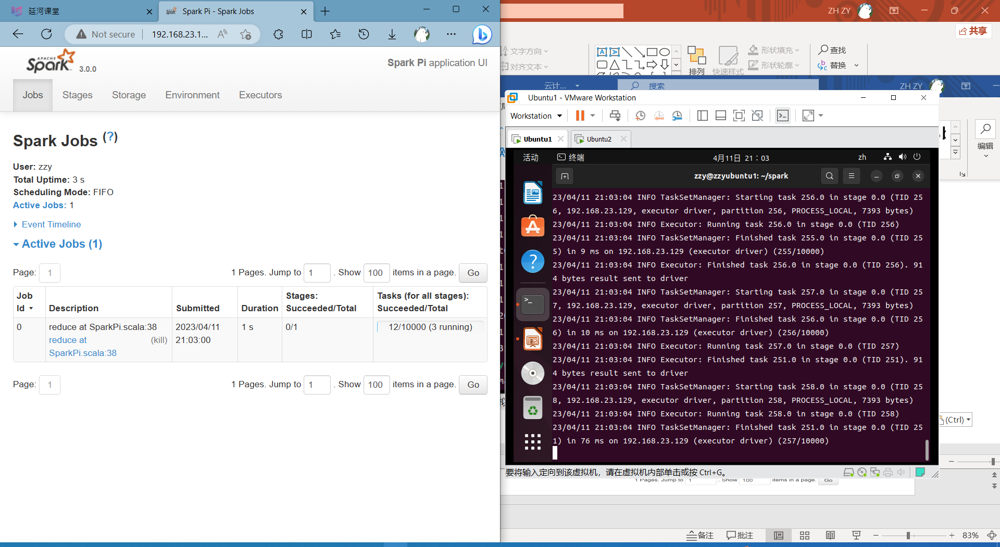 延河课堂
Spark Pi - Spark Jobs
Not secure
192.168.23.1...
APACHE
Spark
3.0.0
Spark Pi application UI
Jobs
Stages
Storage
Environment
Executors
Spark Jobs (?)
User: zzy
Total Uptime: 3 s
Scheduling Mode: FIFO
Active Jobs: 1
Event Timeline
Active Jobs (1)
Page: 1
1 Pages. Jump to 1 . Show 100 items in a page. Go
Job Id
Description
Submitted
Duration
Stages: Succeeded/Total
Tasks (for all stages): Succeeded/Total
0
reduce at SparkPi.scala:38
reduce at SparkPi.scala:38
(kill)
2023/04/11 21:03:00
1 s
0/1
12/10000 (3 running)
Page: 1
1 Pages. Jump to 1 . Show 100 items in a page. Go
ZH ZY
共享
文字方向
对齐文本
排列
快速样式
形状填充
形状轮廓
查找
替换
云计...
搜索
ZH ZY
编辑
Ubuntu1 - VMware Workstation
Workstation
Ubuntu1
Ubuntu2
活动
终端
4月11日 21：03
zh
zzy@zzyubuntu1: ~/spark
23/04/11 21:03:04 INFO TaskSetManager: Starting task 256.0 in stage 0.0 (TID 25
6, 192.168.23.129, executor driver, partition 256, PROCESS_LOCAL, 7393 bytes)
23/04/11 21:03:04 INFO Executor: Running task 256.0 in stage 0.0 (TID 256)
23/04/11 21:03:04 INFO TaskSetManager: Finished task 255.0 in stage 0.0 (TID 25
5) in 9 ms on 192.168.23.129 (executor driver) (255/10000)
23/04/11 21:03:04 INFO Executor: Finished task 256.0 in stage 0.0 (TID 256). 91
4 bytes result sent to driver
23/04/11 21:03:04 INFO TaskSetManager: Starting task 257.0 in stage 0.0 (TID 25
7, 192.168.23.129, executor driver, partition 257, PROCESS_LOCAL, 7393 bytes)
23/04/11 21:03:04 INFO TaskSetManager: Finished task 256.0 in stage 0.0 (TID 25
6) in 10 ms on 192.168.23.129 (executor driver) (256/10000)
23/04/11 21:03:04 INFO Executor: Running task 257.0 in stage 0.0 (TID 257)
23/04/11 21:03:04 INFO Executor: Finished task 251.0 in stage 0.0 (TID 251). 91
4 bytes result sent to driver
23/04/11 21:03:04 INFO TaskSetManager: Starting task 258.0 in stage 0.0 (TID 25
8, 192.168.23.129, executor driver, partition 258, PROCESS_LOCAL, 7393 bytes)
23/04/11 21:03:04 INFO Executor: Running task 258.0 in stage 0.0 (TID 258)
23/04/11 21:03:04 INFO TaskSetManager: Finished task 251.0 in stage 0.0 (TID 25
1) in 76 ms on 192.168.23.129 (executor driver) (257/10000)
(Ctrl)
要将输入定向到该虚拟机，请在虚拟机内部单击或按 Ctrl+G。
1 Pages. Jump to 1 . Show 100 items in a page. Go
备注
批注
83%